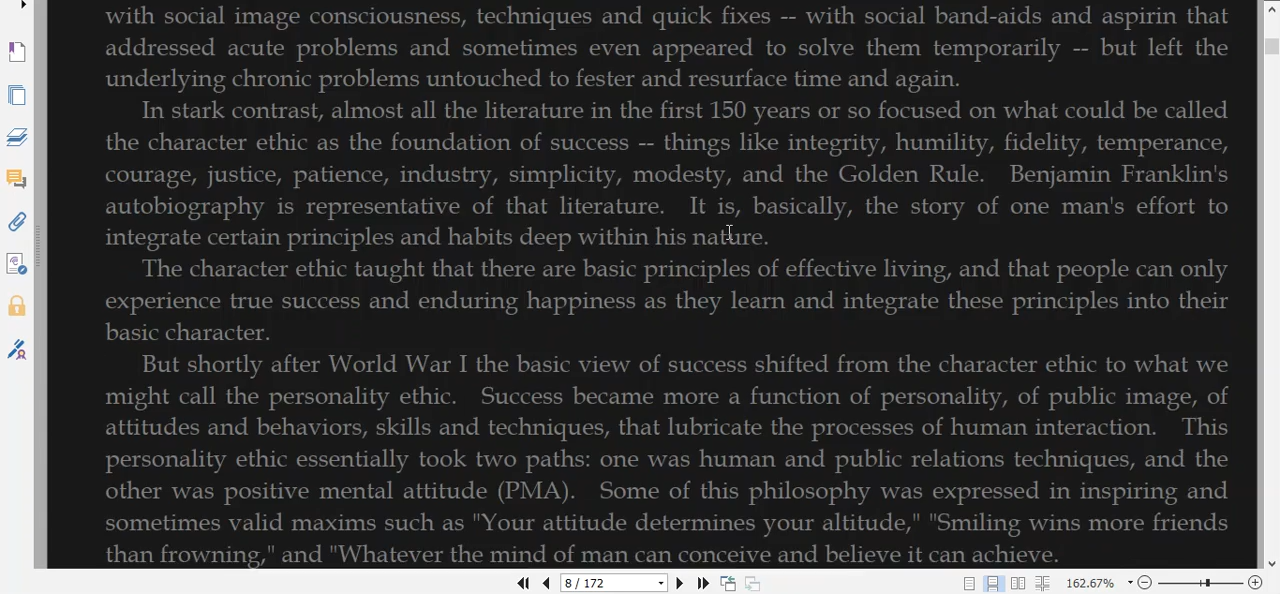 with social image consciousness, techniques and quick fixes -- with social band-aids and aspirin that
addressed acute problems and sometimes even appeared to solve them temporarily -- but left the
underlying chronic problems untouched to fester and resurface time and again.
In stark contrast, almost all the literature in the first 150 years or so focused on what could be called
the character ethic as the foundation of success -- things like integrity, humility, fidelity, temperance,
courage, justice, patience, industry, simplicity, modesty, and the Golden Rule. Benjamin Franklin's
autobiography is representative of that literature. It is, basically, the story of one man's effort to
integrate certain principles and habits deep within his nature.
The character ethic taught that there are basic principles of effective living, and that people can only
experience true success and enduring happiness as they learn and integrate these principles into their
basic character.
But shortly after World War I the basic view of success shifted from the character ethic to what we
might call the personality ethic. Success became more a function of personality, of public image, of
attitudes and behaviors, skills and techniques, that lubricate the processes of human interaction. This
personality ethic essentially took two paths: one was human and public relations techniques, and the
other was positive mental attitude (PMA). Some of this philosophy was expressed in inspiring and
sometimes valid maxims such as "Your attitude determines your altitude," "Smiling wins more friends
than frowning," and "Whatever the mind of man can conceive and believe it can achieve.
8 / 172
162.67%